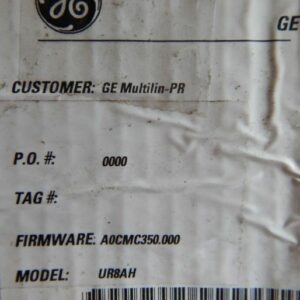 GE
CUSTOMER: GE Multilin-PR
P.O. #: 0000
TAG #:
FIRMWARE: A0CMC350.000
MODEL: UR8AH